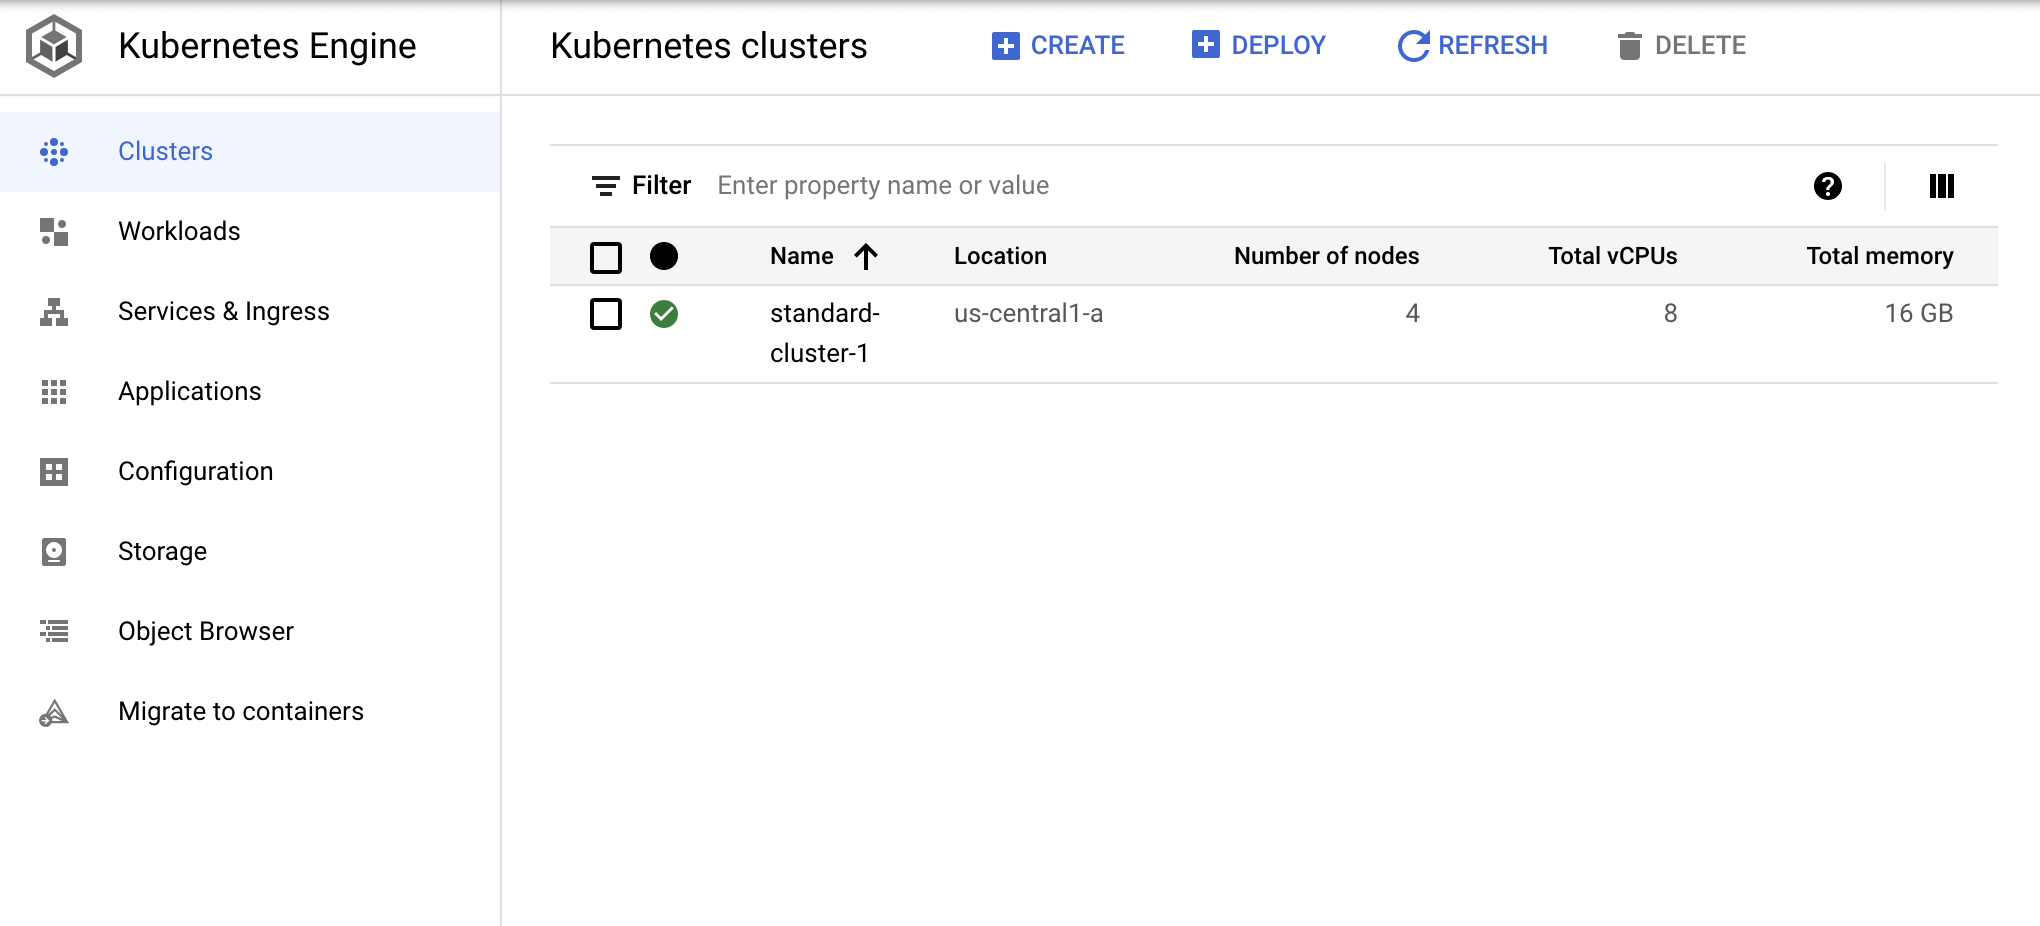 Kubernetes Engine
Kubernetes clusters
CREATE
DEPLOY
REFRESH
DELETE
Clusters
Workloads
Services & Ingress
Applications
Configuration
Storage
Object Browser
Migrate to containers
Filter Enter property name or value
Name Location Number of nodes Total vCPUs Total memory
standard- us-central1-a 4 8 16 GB
cluster-1